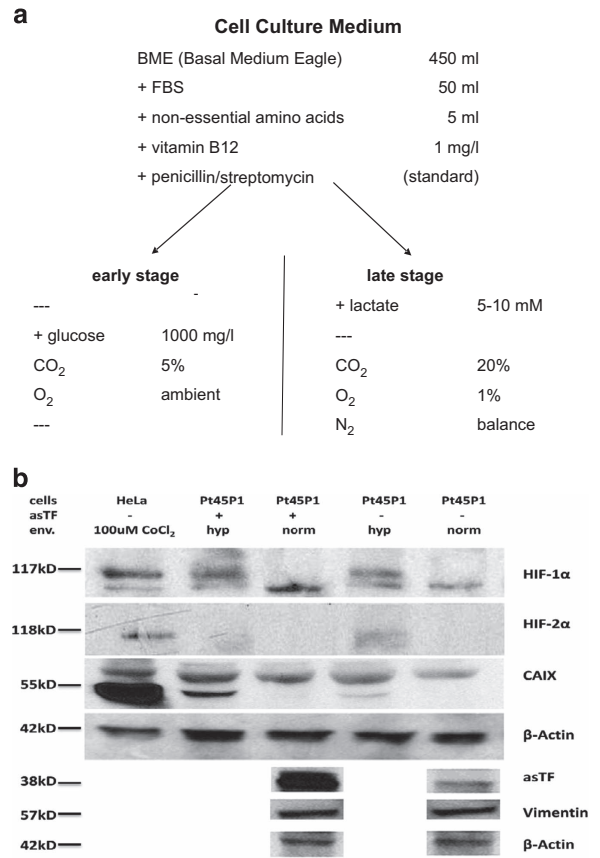 a
Cell Culture Medium
BME (Basal Medium Eagle) 450 ml
+ FBS 50 ml
+ non-essential amino acids 5 ml
+ vitamin B12 1 mg/l
+ penicillin/streptomycin (standard)
early stage late stage
--- - + lactate 5-10 mM
+ glucose 1000 mg/l ---
CO2 5% CO2 20%
O2 ambient O2 1%
--- N2 balance
b
cells HeLa Pt45P1 Pt45P1 Pt45P1 Pt45P1
asTF - + + - -
env. 100uM CoCl2 hyp norm hyp norm
117kD HIF-1α
118kD HIF-2α
55kD CAIX
42kD β-Actin
38kD asTF
57kD Vimentin
42kD β-Actin